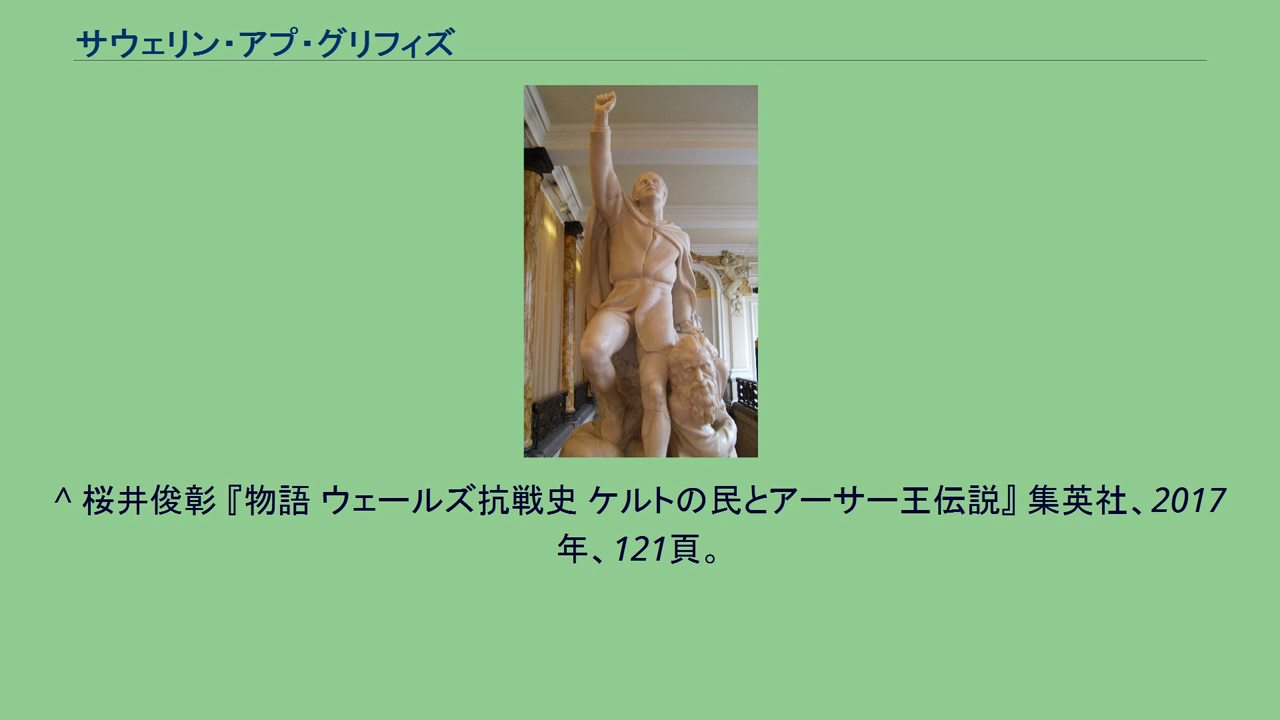 サウェリン・アプ・グリフィズ
^ 桜井俊彰『物語 ウェールズ抗戦史 ケルトの民とアーサー王伝説』集英社、2017
年、121頁。